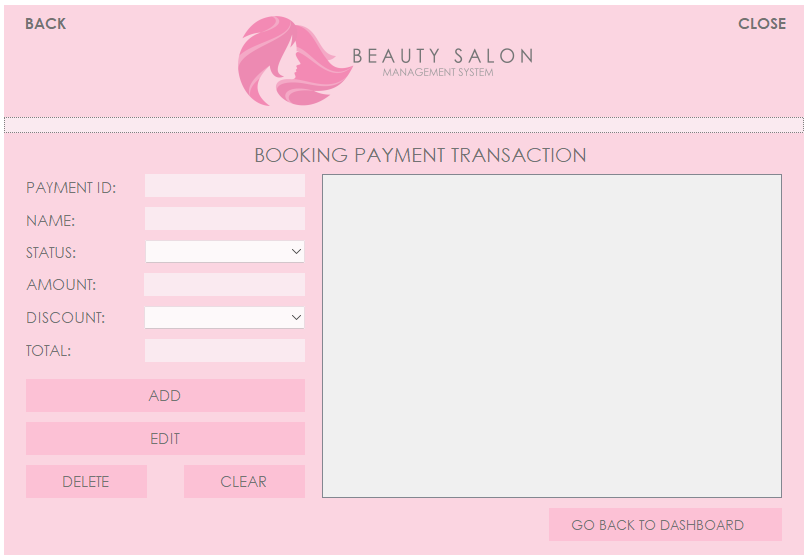 BACK
CLOSE
BEAUTY SALON
MANAGEMENT SYSTEM
BOOKING PAYMENT TRANSACTION
PAYMENT ID:
NAME:
STATUS:
AMOUNT:
DISCOUNT:
TOTAL:
ADD
EDIT
DELETE
CLEAR
GO BACK TO DASHBOARD